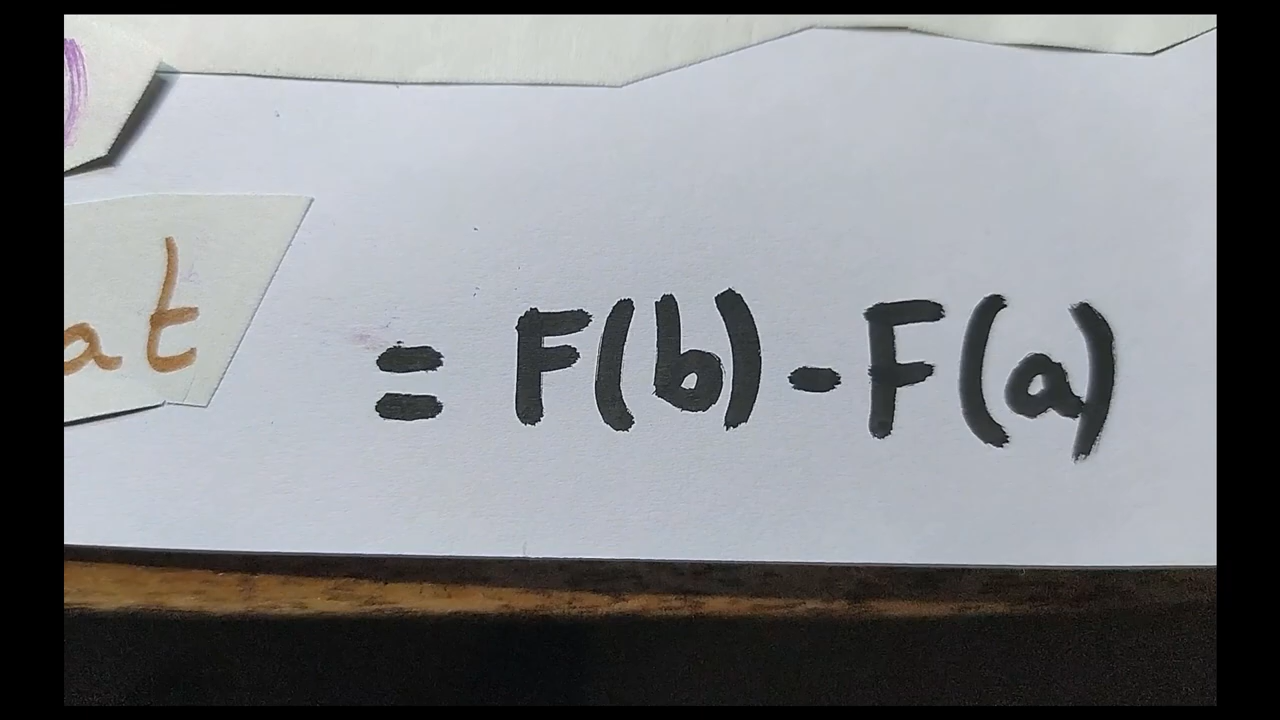 at = F(b) - F(a)